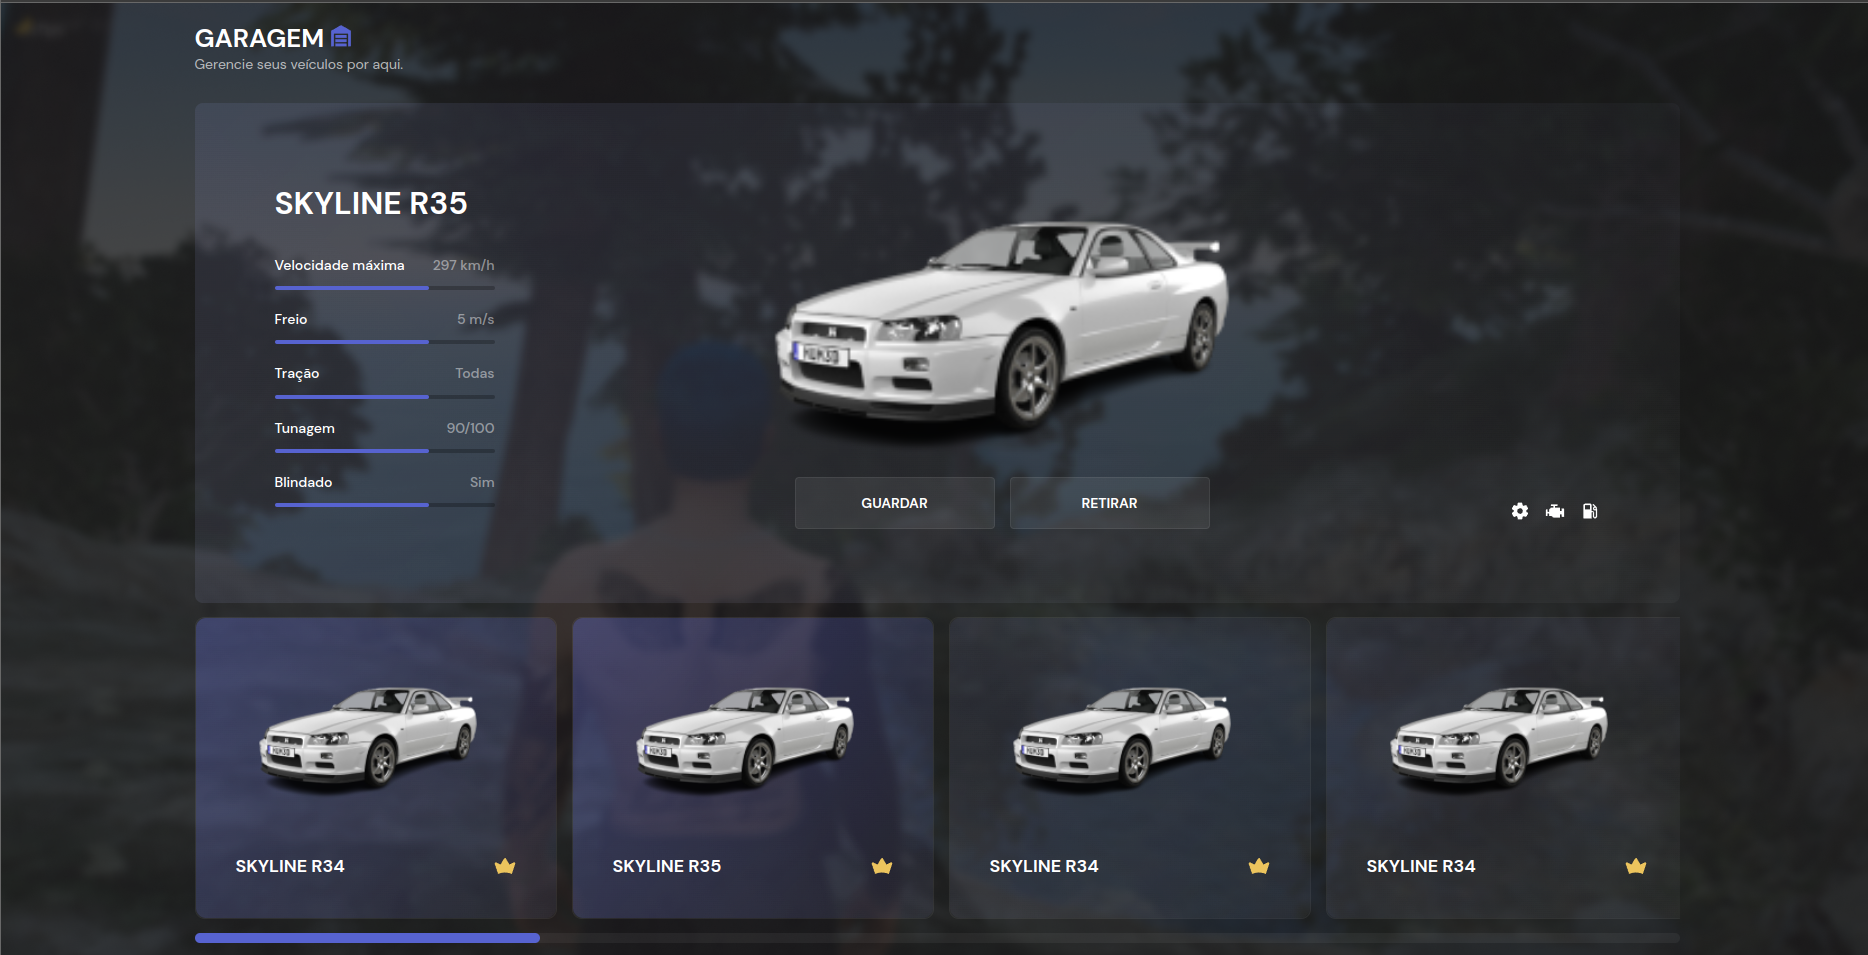 GARAGEM
Gerencie seus veículos por aqui.
SKYLINE R35
Velocidade máxima 297 km/h
Freio 5 m/s
Tração Todas
Tunagem 90/100
Blindado Sim
GUARDAR RETIRAR
SKYLINE R34
SKYLINE R35
SKYLINE R34
SKYLINE R34